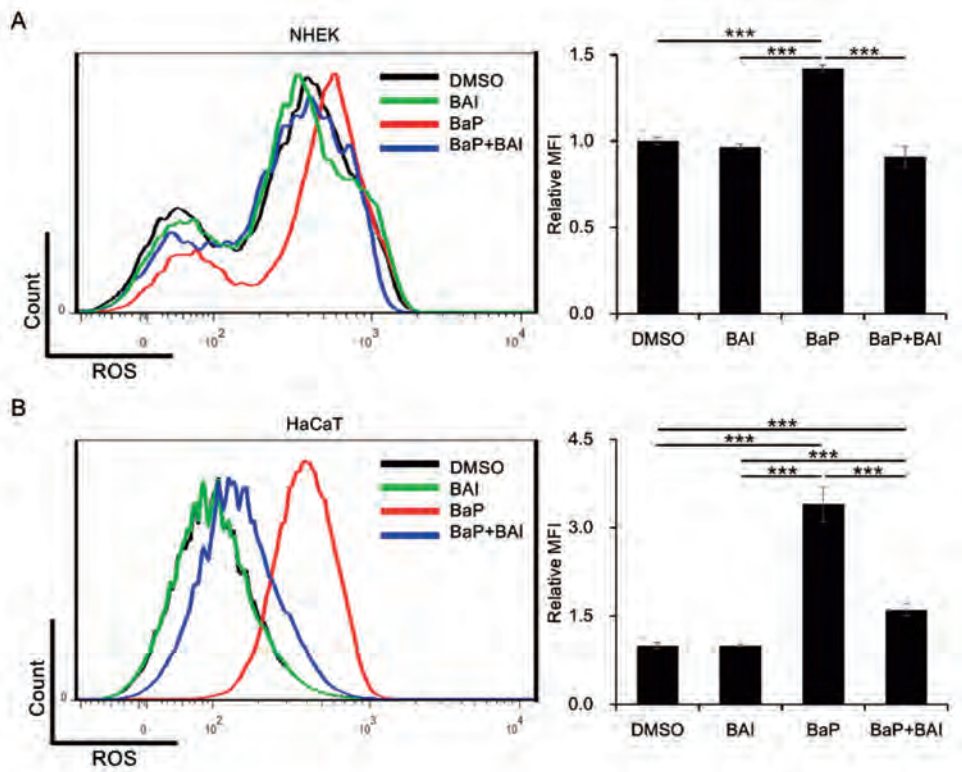 A
NHEK
DMSO
BAI
BaP
BaP+BAI
Count
0
0 10² 10³ 10⁴
ROS
*** 
*** ***
Relative MFI
1.5
1.0
0.5
0.0
DMSO BAI BaP BaP+BAI
B
HaCaT
DMSO
BAI
BaP
BaP+BAI
Count
0
0 10² 10³ 10⁴
ROS
***
***
***
*** ***
Relative MFI
4.5
3.0
1.5
0.0
DMSO BAI BaP BaP+BAI